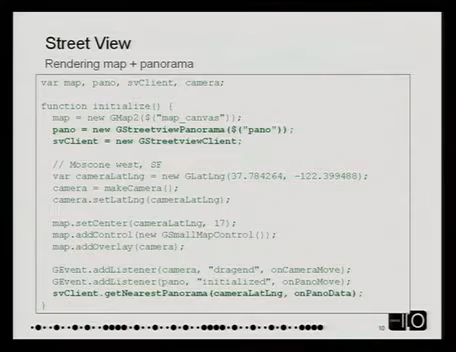 Street View
Rendering map + panorama
var map, pano, svClient, camera;
function initialize() {
map = new GMap2($("map_canvas"));
pano = new GStreetviewPanorama($("pano"));
svClient = new GStreetviewClient;
// Moscone west, SF
var cameraLatLng = new GLatLng(37.784264, -122.399488);
camera = makeCamera();
camera.setLatLng(cameraLatLng);
map.setCenter(cameraLatLng, 17);
map.addControl(new GSmallMapControl());
map.addOverlay(camera);
GEvent.addListener(camera, "dragend", onCameraMove);
GEvent.addListener(pano, "initialized", onPanoMove);
svClient.getNearestPanorama(cameraLatLng, onPanoData);
}
10